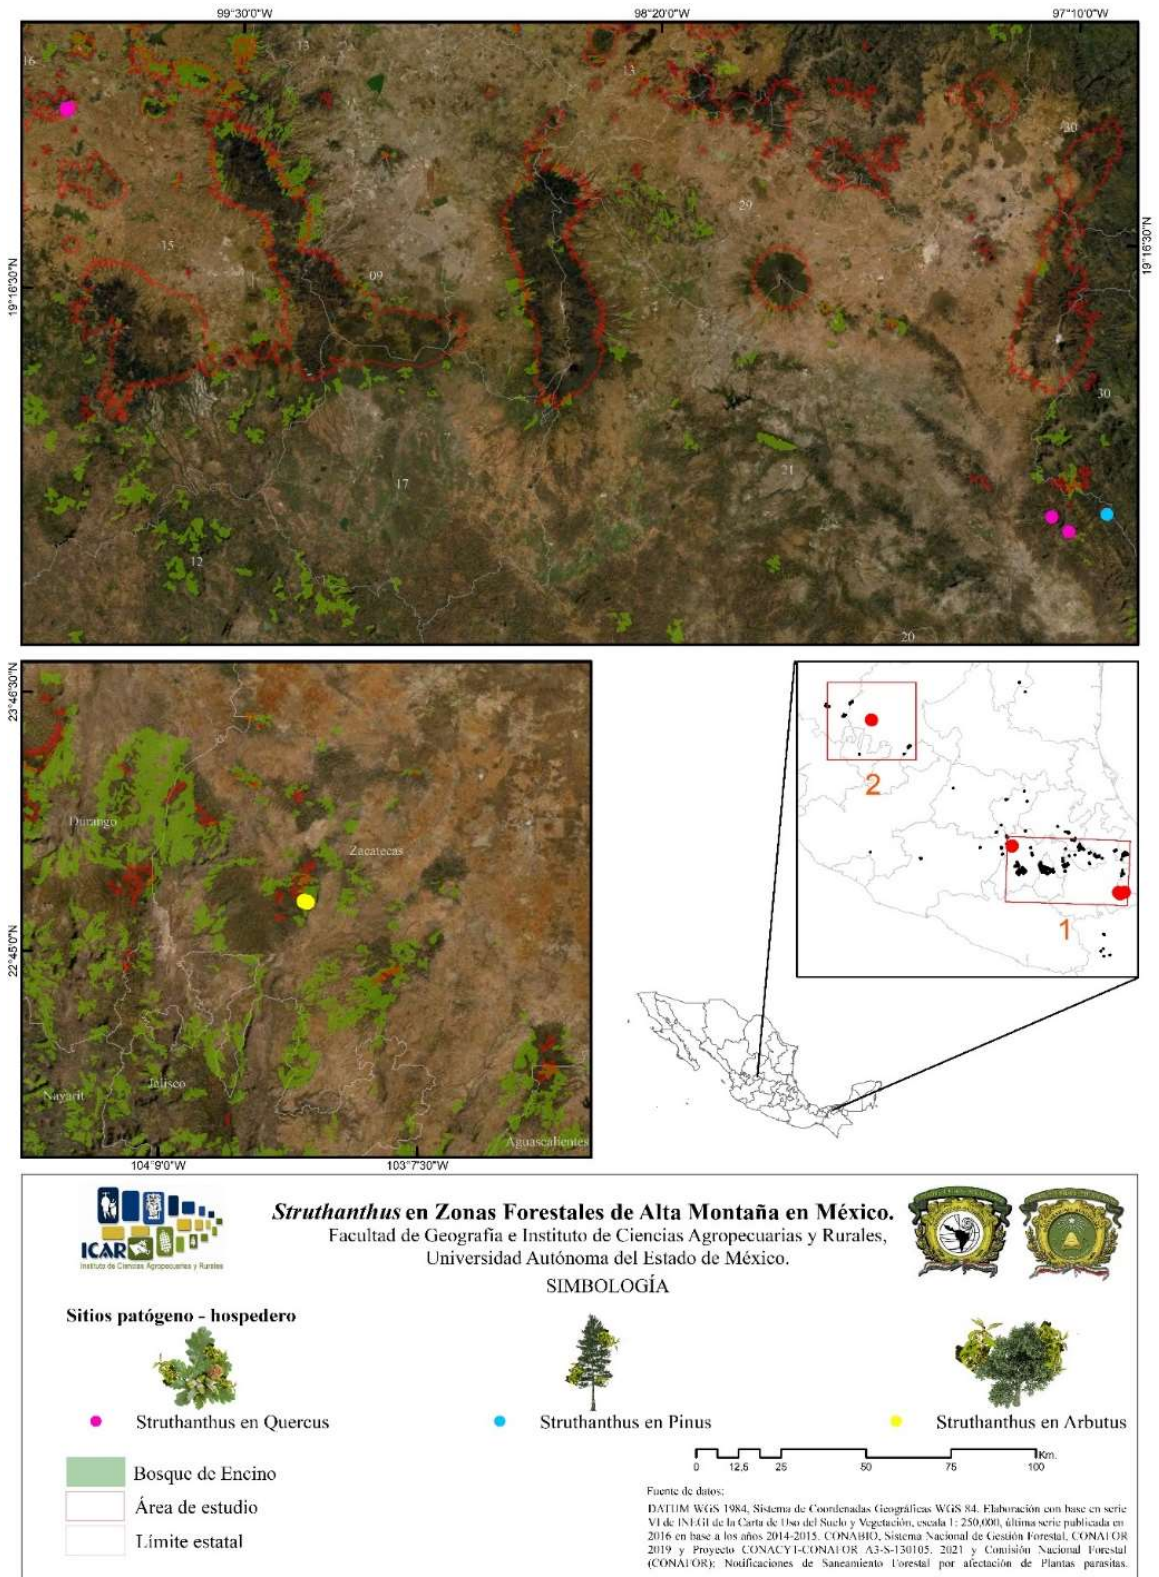 99°30'0"W
98°20'0"W
97°10'0"W
13
16
13
30
29
15
09
19°16'30"N
19°16'30"N
30
21
17
12
20
23°46'30"N
Durango
Zacatecas
22°45'0"N
Jalisco
Nayarit
Aguascalientes
104°9'0"W
103°7'30"W
2
1
ICAR
Instituto de Ciencias Agropecuarias y Rurales
Struthanthus en Zonas Forestales de Alta Montaña en México.
Facultad de Geografía e Instituto de Ciencias Agropecuarias y Rurales,
Universidad Autónoma del Estado de México.
SIMBOLOGÍA
Sitios patógeno - hospedero
Struthanthus en Quercus
Struthanthus en Pinus
Struthanthus en Arbutus
Bosque de Encino
Área de estudio
Límite estatal
Km.
0 12,5 25 50 75 100
Fuente de datos:
DATUM WGS 1984, Sistema de Coordenadas Geográficas WGS 84. Elaboración con base en serie
VI de INEGI de la Carta de Uso del Suelo y Vegetación, escala 1: 250,000, última serie publicada en
2016 en base a los años 2014-2015. CONABIO, Sistema Nacional de Gestión Forestal, CONAFOR
2019 y Proyecto CONACYT-CONAFOR A3-S-130105. 2021 y Comisión Nacional Forestal
(CONAFOR); Notificaciones de Saneamiento Forestal por afectación de Plantas parasitas.